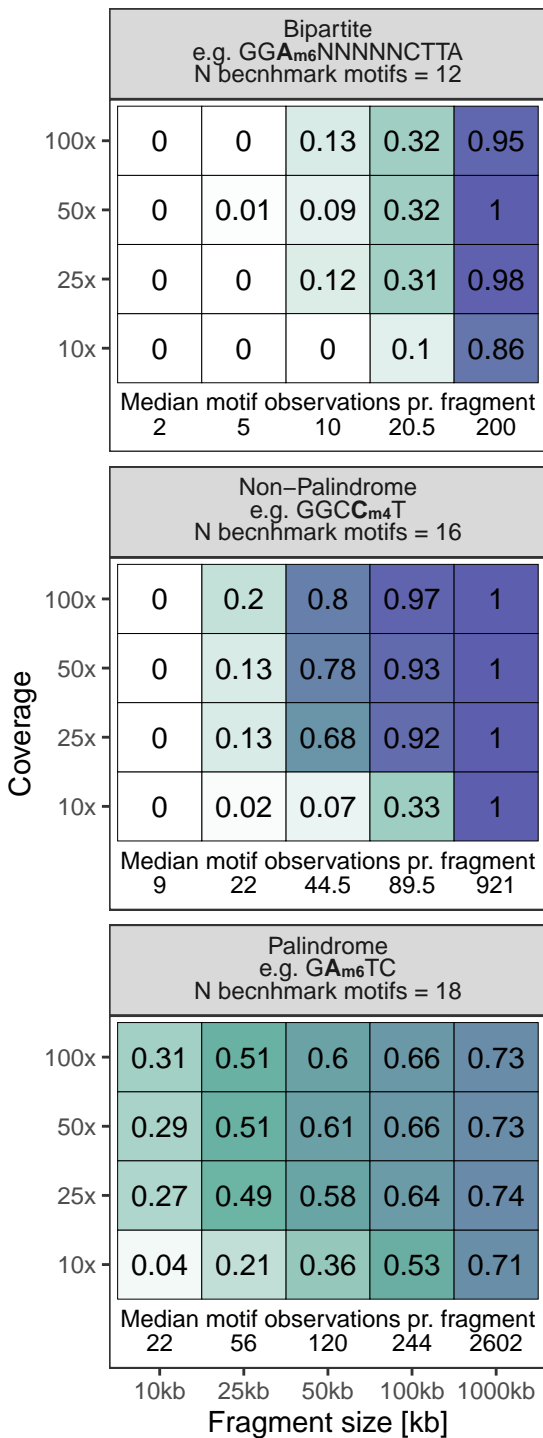 Bipartite
e.g. GGAm6NNNNNCTTA
N becnhmark motifs = 12
100x 0 0 0.13 0.32 0.95
50x 0 0.01 0.09 0.32 1
25x 0 0 0.12 0.31 0.98
10x 0 0 0 0.1 0.86
Median motif observations pr. fragment
2 5 10 20.5 200
Non−Palindrome
e.g. GGCCm4T
N becnhmark motifs = 16
100x 0 0.2 0.8 0.97 1
50x 0 0.13 0.78 0.93 1
25x 0 0.13 0.68 0.92 1
10x 0 0.02 0.07 0.33 1
Median motif observations pr. fragment
9 22 44.5 89.5 921
Coverage
Palindrome
e.g. GAm6TC
N becnhmark motifs = 18
100x 0.31 0.51 0.6 0.66 0.73
50x 0.29 0.51 0.61 0.66 0.73
25x 0.27 0.49 0.58 0.64 0.74
10x 0.04 0.21 0.36 0.53 0.71
Median motif observations pr. fragment
22 56 120 244 2602
10kb 25kb 50kb 100kb 1000kb
Fragment size [kb]